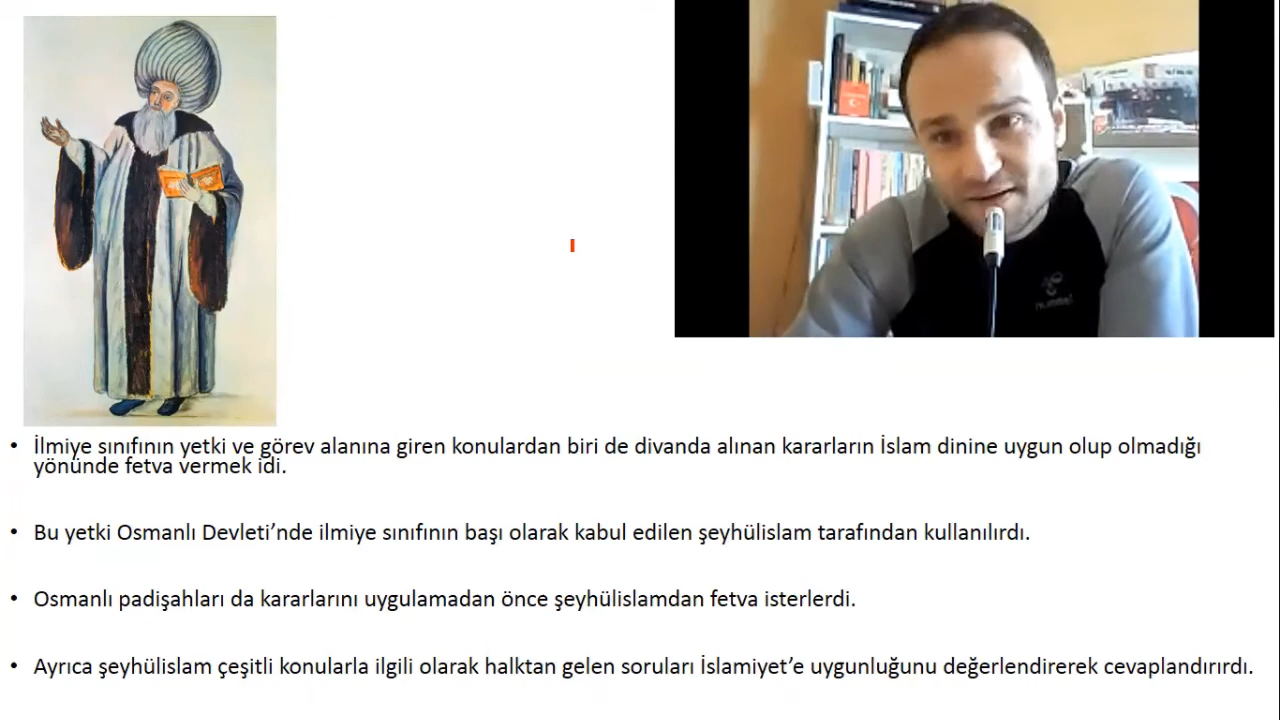 hummel
• İlmiye sınıfının yetki ve görev alanına giren konulardan biri de divanda alınan kararların İslam dinine uygun olup olmadığı
yönünde fetva vermek idi.
• Bu yetki Osmanlı Devleti’nde ilmiye sınıfının başı olarak kabul edilen şeyhülislam tarafından kullanılırdı.
• Osmanlı padişahları da kararlarını uygulamadan önce şeyhülislamdan fetva isterlerdi.
• Ayrıca şeyhülislam çeşitli konularla ilgili olarak halktan gelen soruları İslamiyet’e uygunluğunu değerlendirerek cevaplandırırdı.